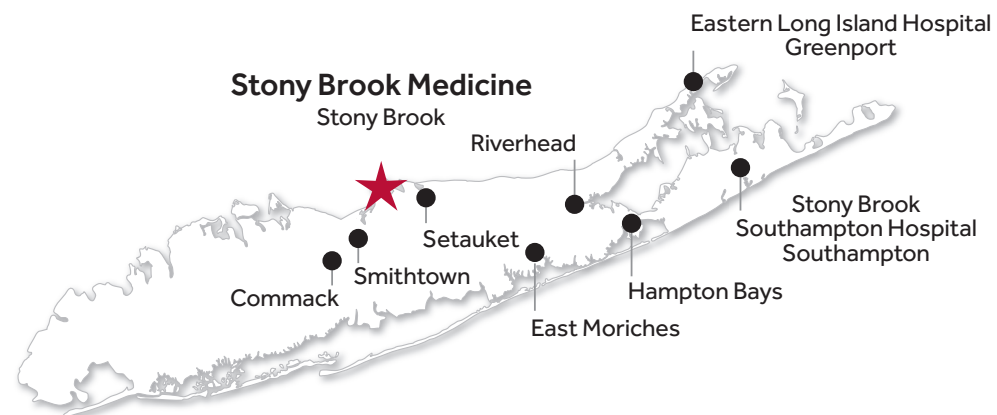 Eastern Long Island Hospital
Greenport
Stony Brook Medicine
Stony Brook
Riverhead
Stony Brook
Southampton Hospital
Southampton
Setauket
Smithtown
Commack
Hampton Bays
East Moriches